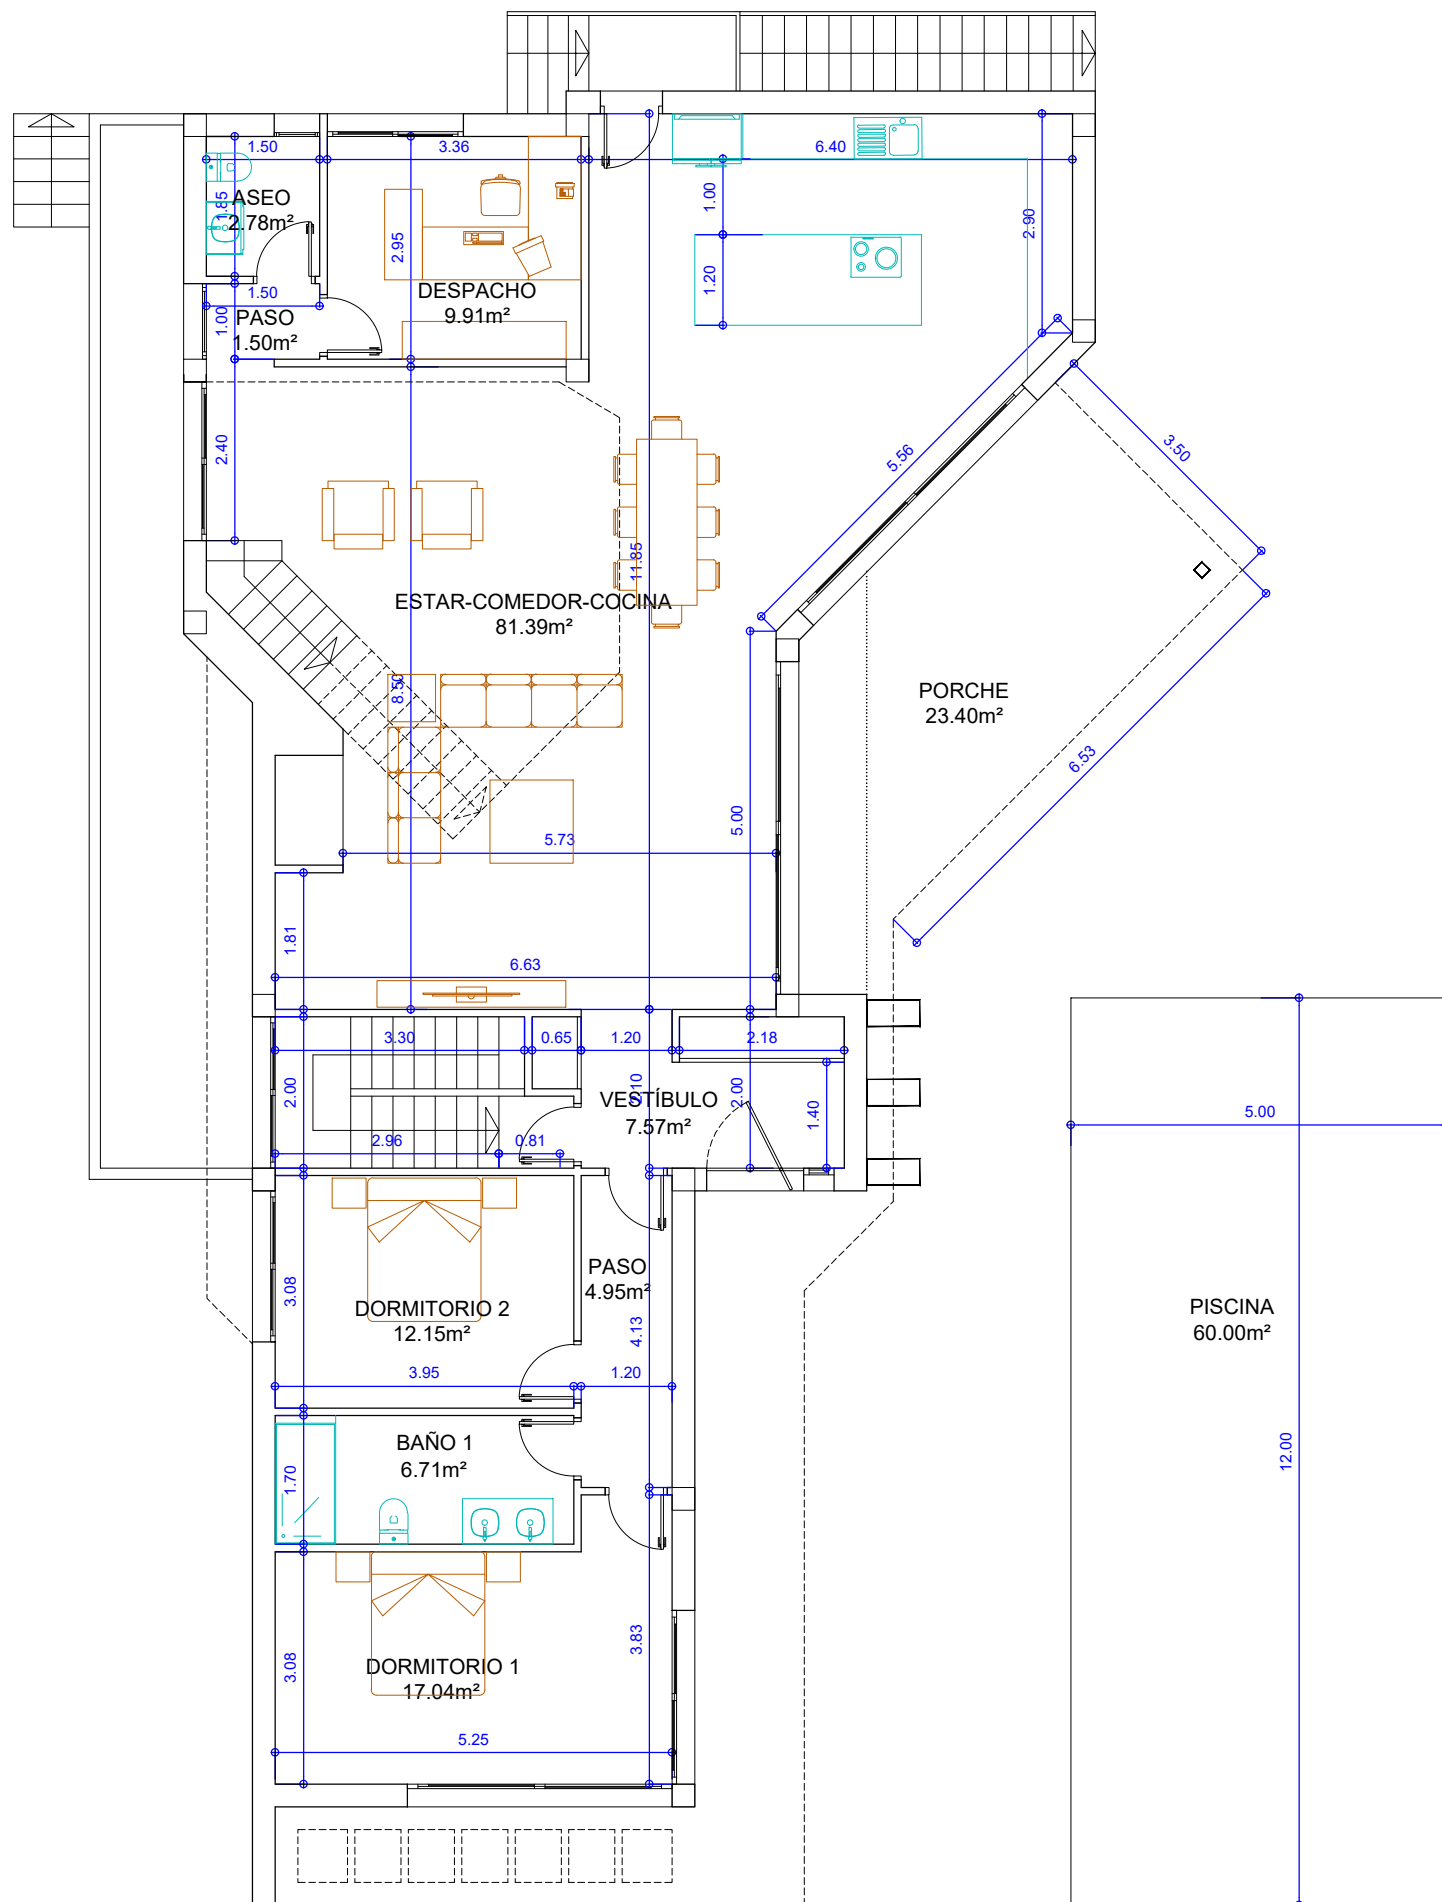 1.50
3.36
6.40
ASEO
2.78m²
1.85
1.00
2.90
2.95
1.20
DESPACHO
9.91m²
1.50
PASO
1.50m²
1.00
2.40
5.56
3.50
11.85
ESTAR-COMEDOR-COCINA
81.39m²
8.50
PORCHE
23.40m²
6.53
5.00
5.73
1.81
6.63
3.30
0.65
1.20
2.18
2.00
2.10
VESTÍBULO
7.57m²
2.00
1.40
5.00
2.96
0.81
PASO
4.95m²
3.08
DORMITORIO 2
12.15m²
4.13
PISCINA
60.00m²
3.95
1.20
BAÑO 1
6.71m²
1.70
12.00
3.08
DORMITORIO 1
17.04m²
3.83
5.25